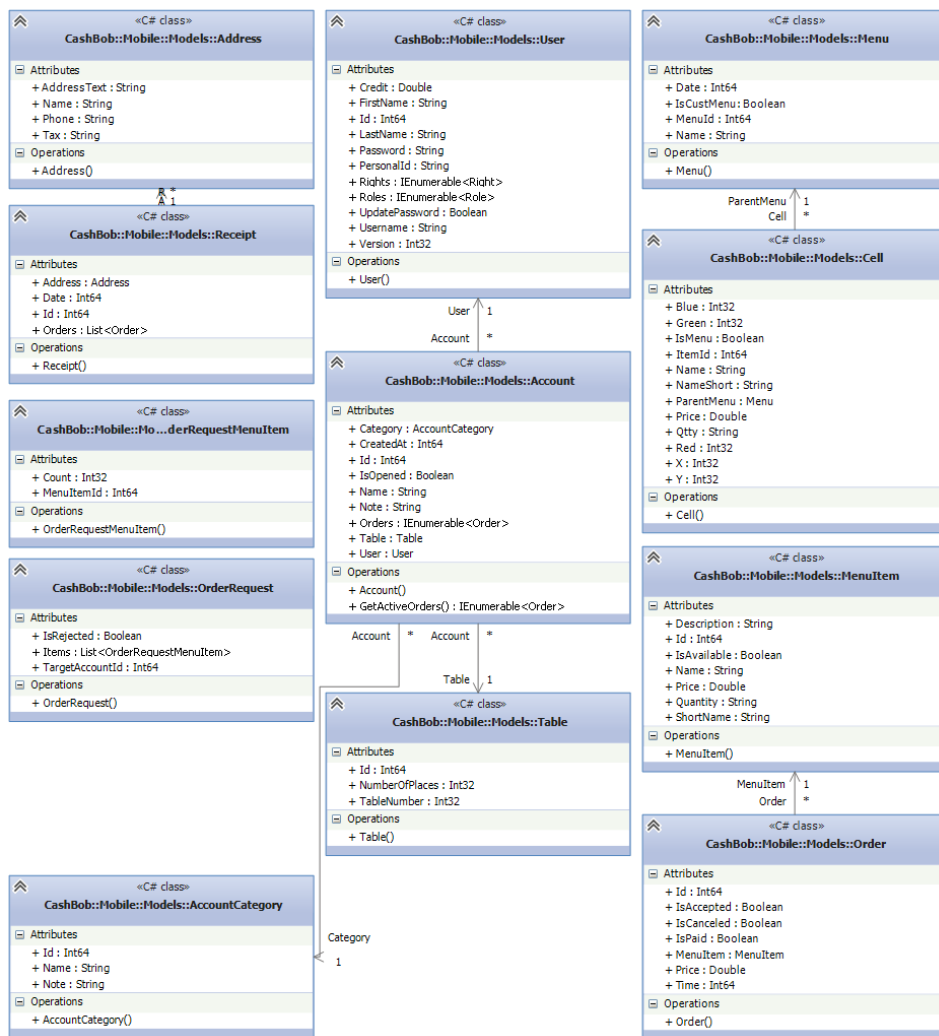 «C# class»
CashBob::Mobile::Models::Address
Attributes
+ AddressText : String
+ Name : String
+ Phone : String
+ Tax : String
Operations
+ Address()
*
1
«C# class»
CashBob::Mobile::Models::Receipt
Attributes
+ Address : Address
+ Date : Int64
+ Id : Int64
+ Orders : List<Order>
Operations
+ Receipt()
«C# class»
CashBob::Mobile::Mo...derRequestMenuItem
Attributes
+ Count : Int32
+ MenuItemId : Int64
Operations
+ OrderRequestMenuItem()
«C# class»
CashBob::Mobile::Models::OrderRequest
Attributes
+ IsRejected : Boolean
+ Items : List<OrderRequestMenuItem>
+ TargetAccountId : Int64
Operations
+ OrderRequest()
«C# class»
CashBob::Mobile::Models::AccountCategory
Attributes
+ Id : Int64
+ Name : String
+ Note : String
Operations
+ AccountCategory()
«C# class»
CashBob::Mobile::Models::User
Attributes
+ Credit : Double
+ FirstName : String
+ Id : Int64
+ LastName : String
+ Password : String
+ PersonalId : String
+ Rights : IEnumerable<Right>
+ Roles : IEnumerable<Role>
+ UpdatePassword : Boolean
+ Username : String
+ Version : Int32
Operations
+ User()
User 1
Account *
«C# class»
CashBob::Mobile::Models::Account
Attributes
+ Category : AccountCategory
+ CreatedAt : Int64
+ Id : Int64
+ IsOpened : Boolean
+ Name : String
+ Note : String
+ Orders : IEnumerable<Order>
+ Table : Table
+ User : User
Operations
+ Account()
+ GetActiveOrders() : IEnumerable<Order>
Account * Account *
Table 1
«C# class»
CashBob::Mobile::Models::Table
Attributes
+ Id : Int64
+ NumberOfPlaces : Int32
+ TableNumber : Int32
Operations
+ Table()
Category
1
«C# class»
CashBob::Mobile::Models::Menu
Attributes
+ Date : Int64
+ IsCustMenu : Boolean
+ MenuId : Int64
+ Name : String
Operations
+ Menu()
ParentMenu 1
Cell *
«C# class»
CashBob::Mobile::Models::Cell
Attributes
+ Blue : Int32
+ Green : Int32
+ IsMenu : Boolean
+ ItemId : Int64
+ Name : String
+ NameShort : String
+ ParentMenu : Menu
+ Price : Double
+ Qtty : String
+ Red : Int32
+ X : Int32
+ Y : Int32
Operations
+ Cell()
«C# class»
CashBob::Mobile::Models::MenuItem
Attributes
+ Description : String
+ Id : Int64
+ IsAvailable : Boolean
+ Name : String
+ Price : Double
+ Quantity : String
+ ShortName : String
Operations
+ MenuItem()
MenuItem 1
Order *
«C# class»
CashBob::Mobile::Models::Order
Attributes
+ Id : Int64
+ IsAccepted : Boolean
+ IsCanceled : Boolean
+ IsPaid : Boolean
+ MenuItem : MenuItem
+ Price : Double
+ Time : Int64
Operations
+ Order()